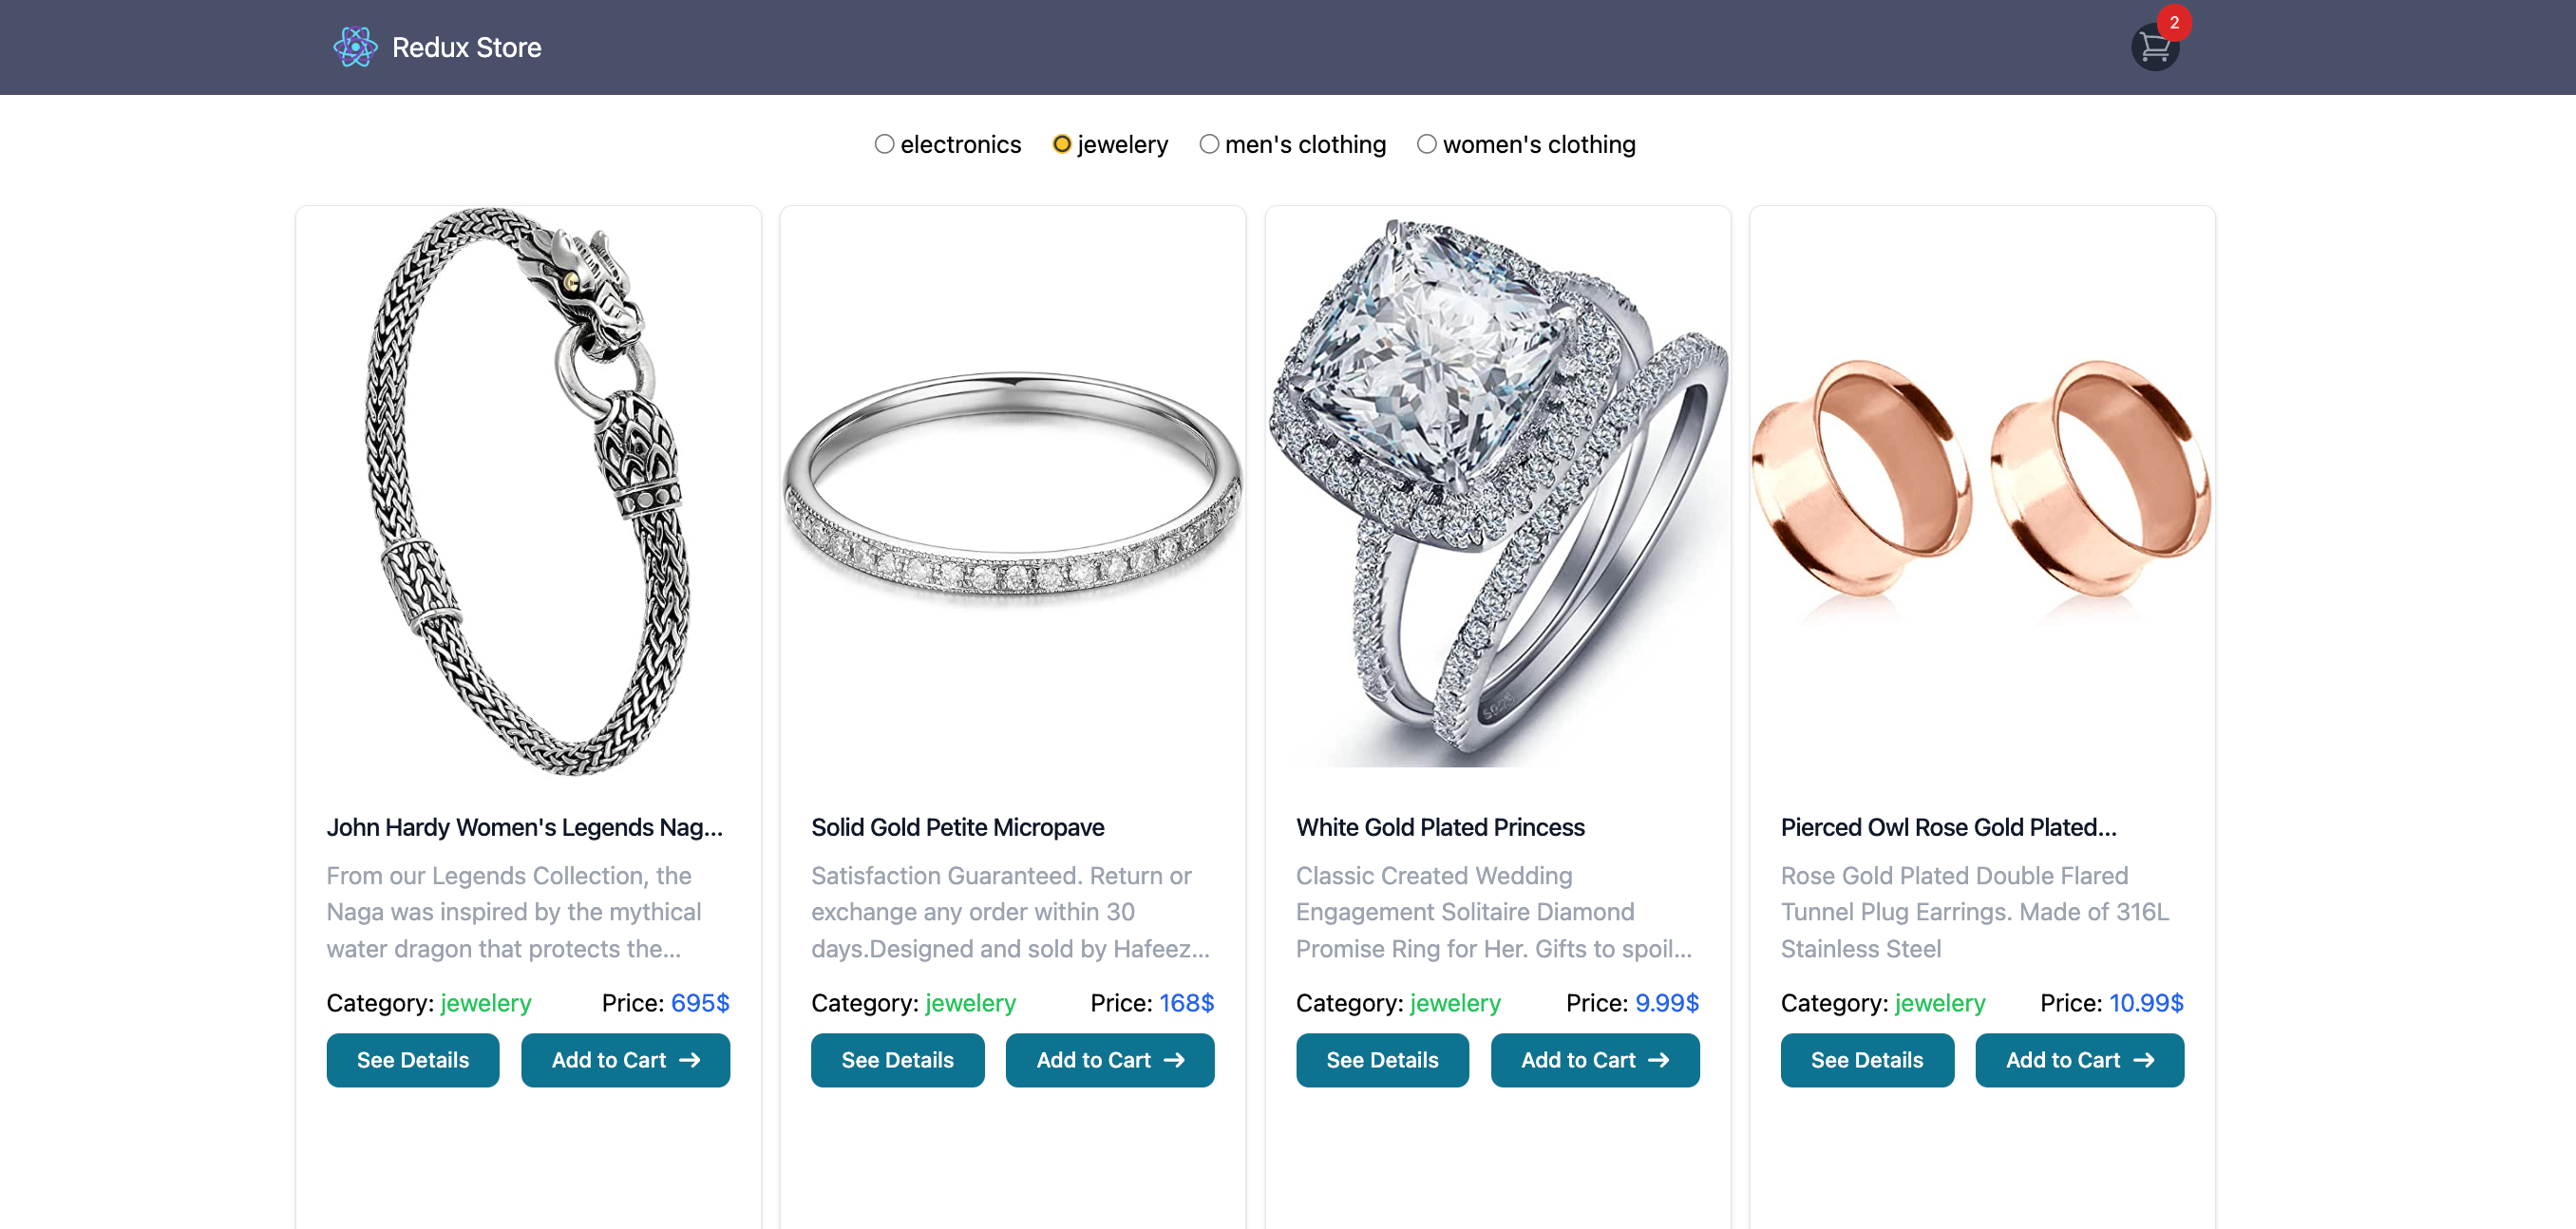 Redux Store
2
electronics jewelery men's clothing women's clothing
John Hardy Women's Legends Nag...
From our Legends Collection, the
Naga was inspired by the mythical
water dragon that protects the...
Category: jewelery Price: 695$
See Details Add to Cart →
Solid Gold Petite Micropave
Satisfaction Guaranteed. Return or
exchange any order within 30
days.Designed and sold by Hafeez...
Category: jewelery Price: 168$
See Details Add to Cart →
S925
White Gold Plated Princess
Classic Created Wedding
Engagement Solitaire Diamond
Promise Ring for Her. Gifts to spoil...
Category: jewelery Price: 9.99$
See Details Add to Cart →
Pierced Owl Rose Gold Plated...
Rose Gold Plated Double Flared
Tunnel Plug Earrings. Made of 316L
Stainless Steel
Category: jewelery Price: 10.99$
See Details Add to Cart →